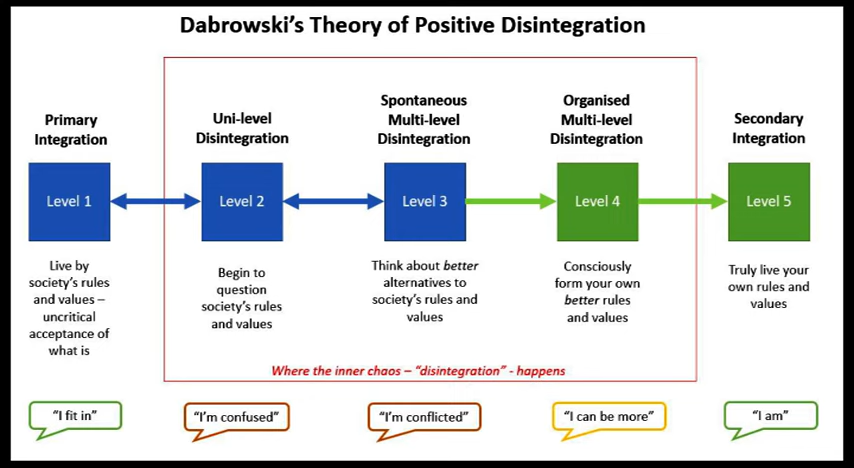 Dabrowski's Theory of Positive Disintegration
Primary
Integration
Uni-level
Disintegration
Spontaneous
Multi-level
Disintegration
Organised
Multi-level
Disintegration
Secondary
Integration
Level 1
Level 2
Level 3
Level 4
Level 5
Live by
society's rules
and values –
uncritical
acceptance of
what is
Begin to
question
society's rules
and values
Think about better
alternatives to
society's rules and
values
Consciously
form your own
better rules
and values
Truly live your
own rules and
values
Where the inner chaos – "disintegration" - happens
"I fit in"
"I'm confused"
"I'm conflicted"
"I can be more"
"I am"